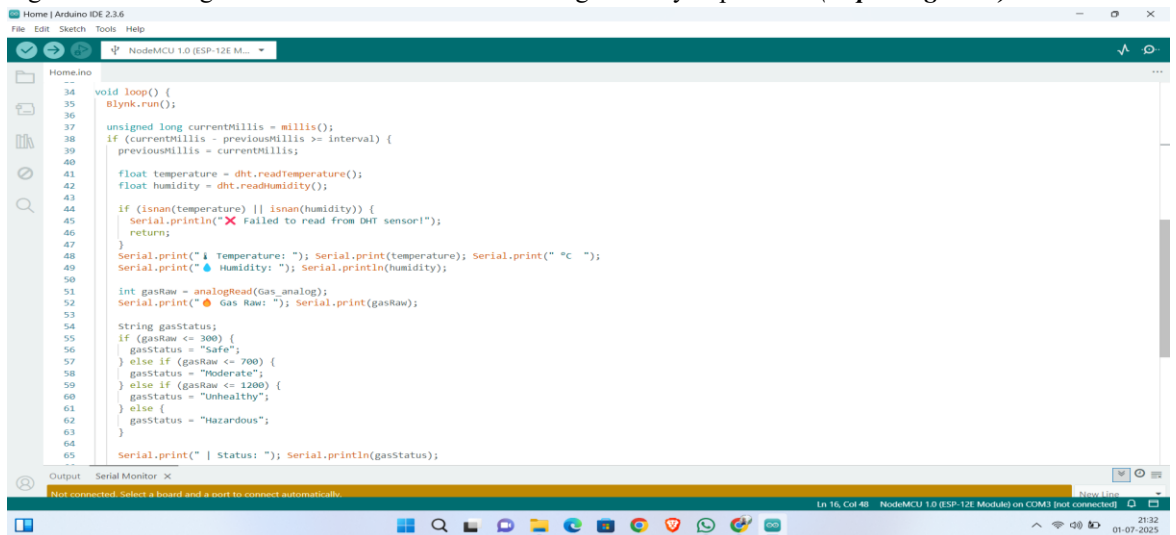 Home | Arduino IDE 2.3.6
File Edit Sketch Tools Help
NodeMCU 1.0 (ESP-12E M...
Home.ino
34 void loop() {
35 Blynk.run();
36
37 unsigned long currentMillis = millis();
38 if (currentMillis - previousMillis >= interval) {
39 previousMillis = currentMillis;
40
41 float temperature = dht.readTemperature();
42 float humidity = dht.readHumidity();
43
44 if (isnan(temperature) || isnan(humidity)) {
45 Serial.println("❌ Failed to read from DHT sensor!");
46 return;
47 }
48 Serial.print("🌡 Temperature: "); Serial.print(temperature); Serial.print(" °C ");
49 Serial.print("💧 Humidity: "); Serial.println(humidity);
50
51 int gasRaw = analogRead(Gas_analog);
52 Serial.print("🔥 Gas Raw: "); Serial.print(gasRaw);
53
54 String gasStatus;
55 if (gasRaw <= 300) {
56 gasStatus = "Safe";
57 } else if (gasRaw <= 700) {
58 gasStatus = "Moderate";
59 } else if (gasRaw <= 1200) {
60 gasStatus = "Unhealthy";
61 } else {
62 gasStatus = "Hazardous";
63 }
64
65 Serial.print(" | Status: "); Serial.println(gasStatus);
Output Serial Monitor ×
Not connected. Select a board and a port to connect automatically.
New Line
Ln 16, Col 48 NodeMCU 1.0 (ESP-12E Module) on COM3 [not connected]
21:32
01-07-2025